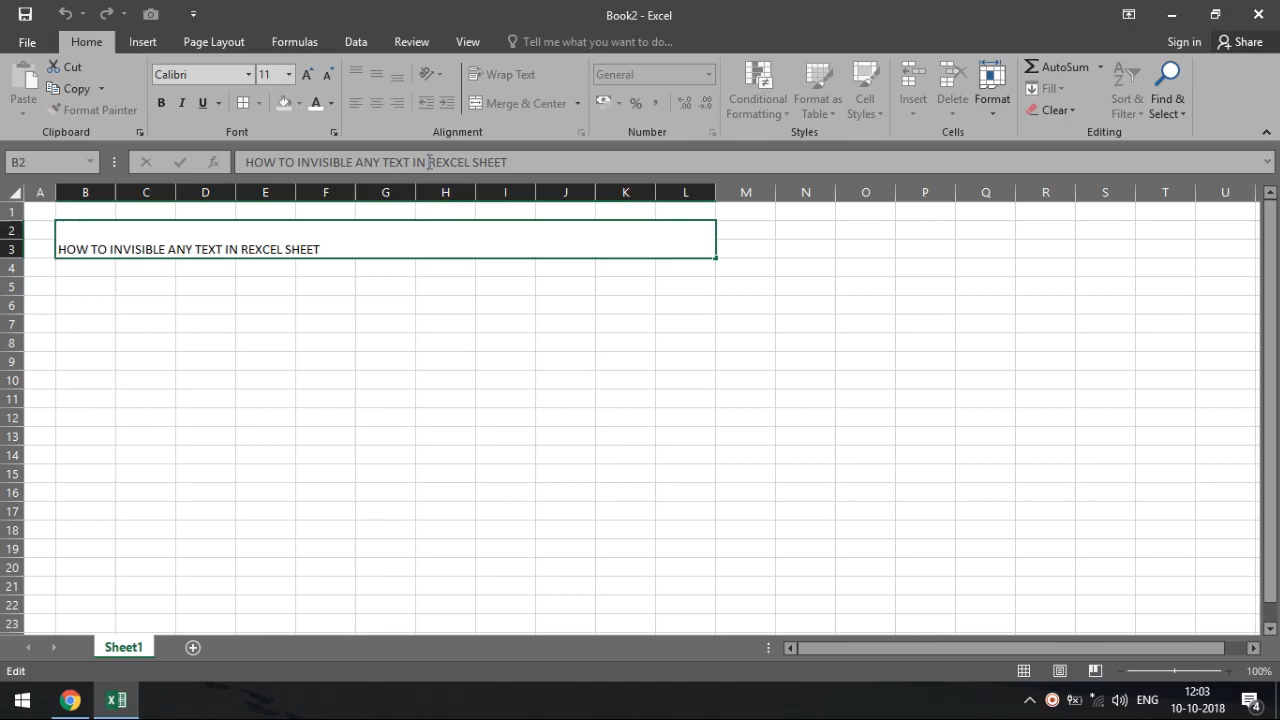 Book2 - Excel
File Home Insert Page Layout Formulas Data Review View Tell me what you want to do... Sign in Share
Paste Cut Copy Format Painter
Clipboard
Calibri 11 A A
B I U A
Font
Wrap Text
Merge & Center
Alignment
General
% , .00
Number
Conditional Formatting Format as Table Cell Styles
Styles
Insert Delete Format
Cells
AutoSum Fill Clear
Sort & Filter Find & Select
Editing
B2 fx HOW TO INVISIBLE ANY TEXT IN REXCEL SHEET
A B C D E F G H I J K L M N O P Q R S T U
1
2
3 HOW TO INVISIBLE ANY TEXT IN REXCEL SHEET
4
5
6
7
8
9
10
11
12
13
14
15
16
17
18
19
20
21
22
23
Sheet1
Edit 100%
ENG 12:03
10-10-2018 4